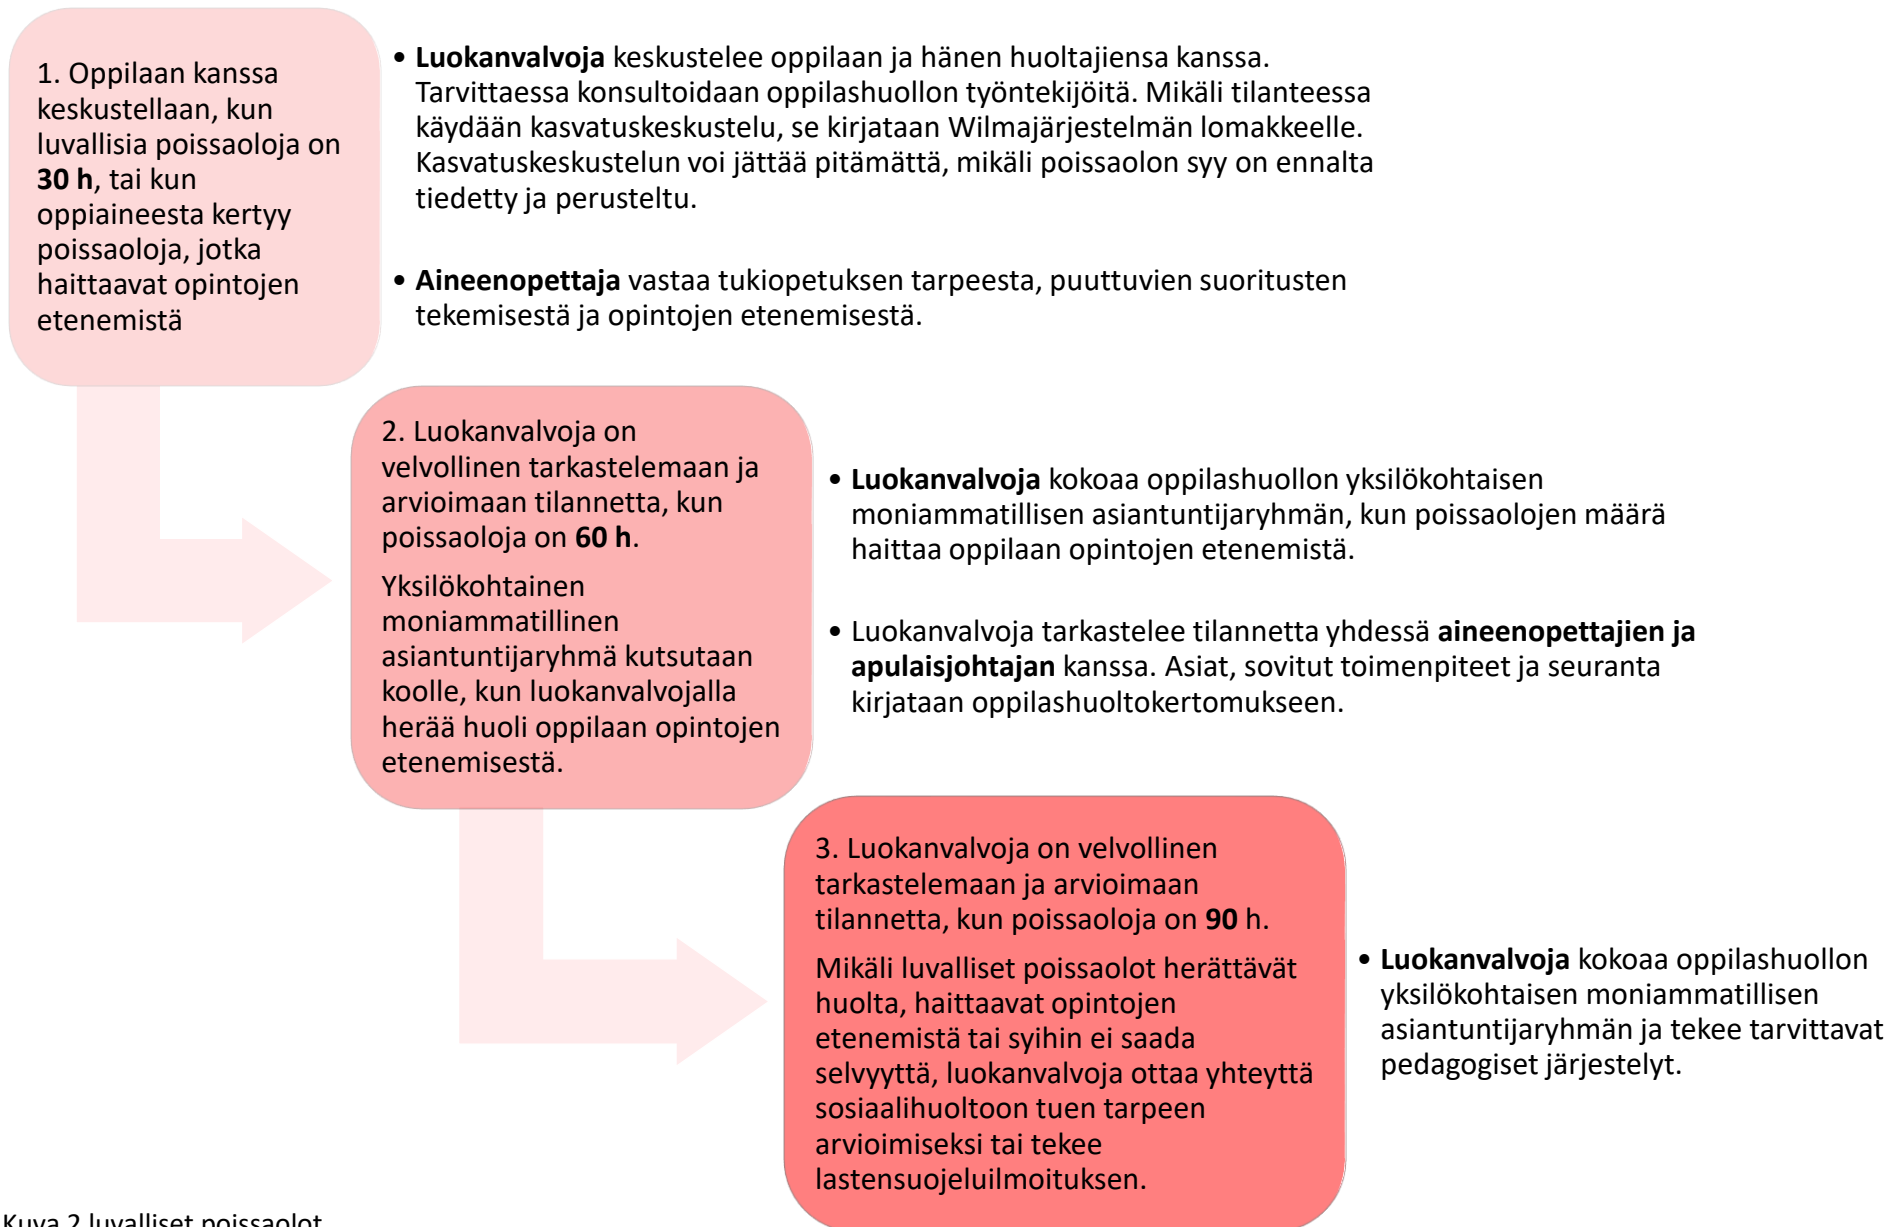 1. Oppilaan kanssa
keskustellaan, kun
luvallisia poissaoloja on
30 h, tai kun
oppiaineesta kertyy
poissaoloja, jotka
haittaavat opintojen
etenemistä
• Luokanvalvoja keskustelee oppilaan ja hänen huoltajiensa kanssa.
Tarvittaessa konsultoidaan oppilashuollon työntekijöitä. Mikäli tilanteessa
käydään kasvatuskeskustelu, se kirjataan Wilmajärjestelmän lomakkeelle.
Kasvatuskeskustelun voi jättää pitämättä, mikäli poissaolon syy on ennalta
tiedetty ja perusteltu.
• Aineenopettaja vastaa tukiopetuksen tarpeesta, puuttuvien suoritusten
tekemisestä ja opintojen etenemisestä.
2. Luokanvalvoja on
velvollinen tarkastelemaan ja
arvioimaan tilannetta, kun
poissaoloja on 60 h.
Yksilökohtainen
moniammatillinen
asiantuntijaryhmä kutsutaan
koolle, kun luokanvalvojalla
herää huoli oppilaan opintojen
etenemisestä.
• Luokanvalvoja kokoaa oppilashuollon yksilökohtaisen
moniammatillisen asiantuntijaryhmän, kun poissaolojen määrä
haittaa oppilaan opintojen etenemistä.
• Luokanvalvoja tarkastelee tilannetta yhdessä aineenopettajien ja
apulaisjohtajan kanssa. Asiat, sovitut toimenpiteet ja seuranta
kirjataan oppilashuoltokertomukseen.
3. Luokanvalvoja on velvollinen
tarkastelemaan ja arvioimaan
tilannetta, kun poissaoloja on 90 h.
Mikäli luvalliset poissaolot herättävät
huolta, haittaavat opintojen
etenemistä tai syihin ei saada
selvyyttä, luokanvalvoja ottaa yhteyttä
sosiaalihuoltoon tuen tarpeen
arvioimiseksi tai tekee
lastensuojeluilmoituksen.
• Luokanvalvoja kokoaa oppilashuollon
yksilökohtaisen moniammatillisen
asiantuntijaryhmän ja tekee tarvittavat
pedagogiset järjestelyt.
Kuva 2 luvalliset poissaolot